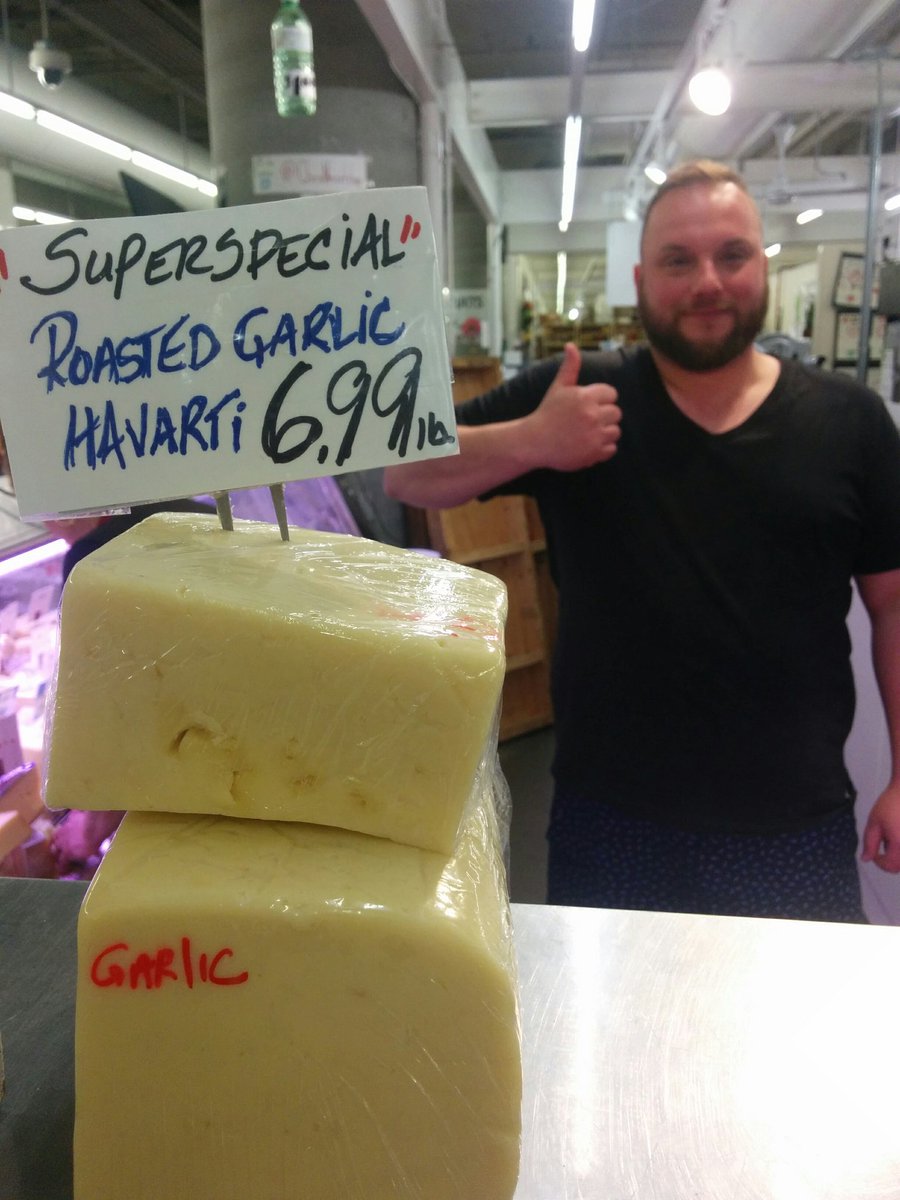 "SUPERSPECiAL"
ROASTED GARLiC
HAVARTi 6.99 lb.
GARlIC